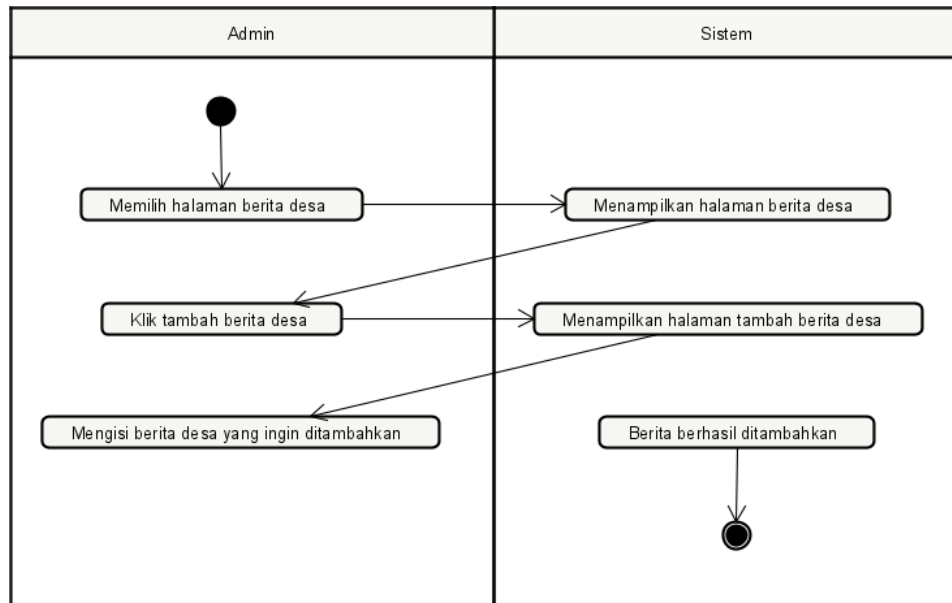 Admin
Sistem
Memilih halaman berita desa
Menampilkan halaman berita desa
Klik tambah berita desa
Menampilkan halaman tambah berita desa
Mengisi berita desa yang ingin ditambahkan
Berita berhasil ditambahkan